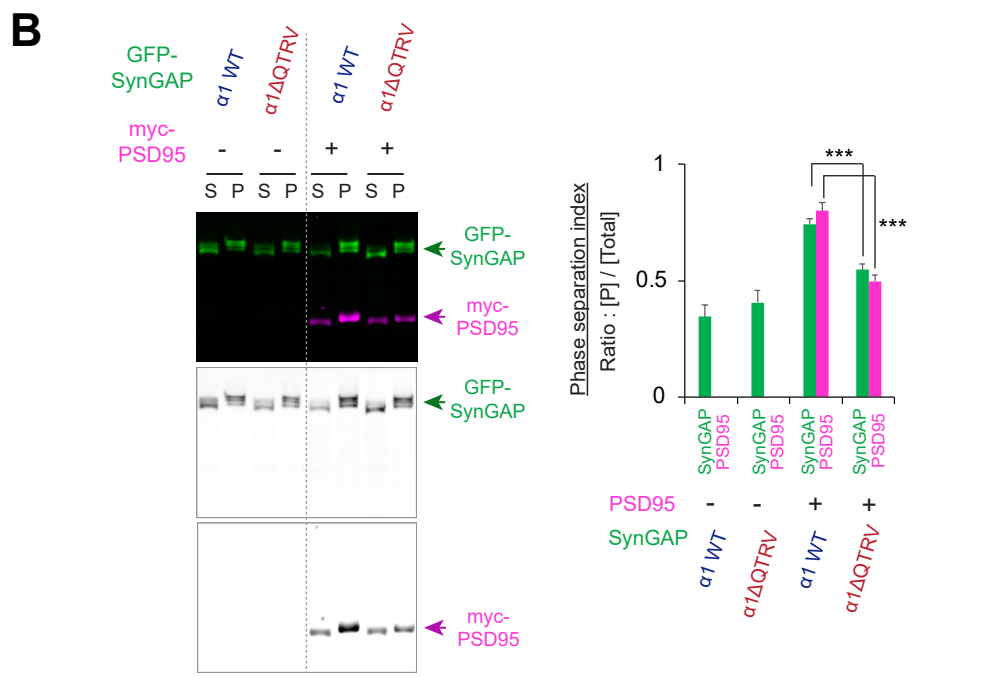 B
GFP-
SynGAP
α1 WT
α1ΔQTRV
α1 WT
α1ΔQTRV
myc-
PSD95
- - + +
S P S P S P S P
GFP-
SynGAP
myc-
PSD95
GFP-
SynGAP
myc-
PSD95
Phase separation index
Ratio : [P] / [Total]
1
0.5
0
***
***
SynGAP
PSD95
SynGAP
PSD95
SynGAP
PSD95
SynGAP
PSD95
PSD95 - - + +
SynGAP
α1 WT
α1ΔQTRV
α1 WT
α1ΔQTRV